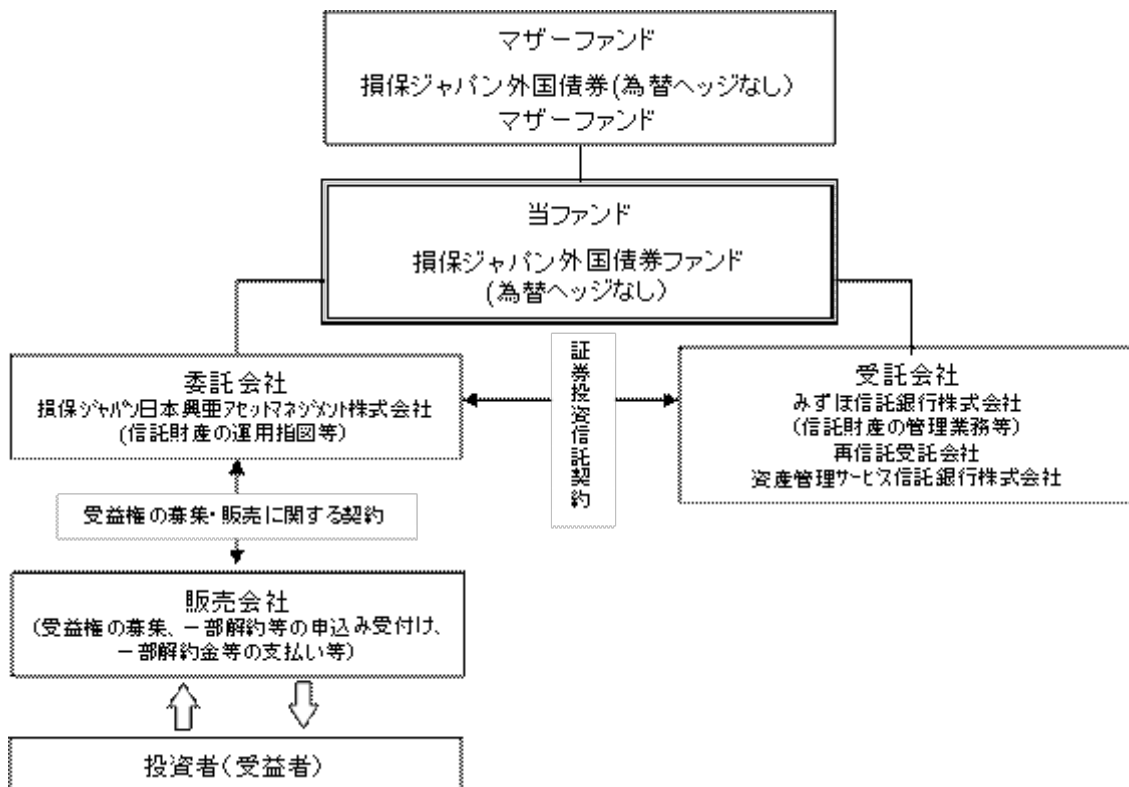 マザーファンド
損保ジャパン外国債券(為替ヘッジなし)
マザーファンド
当ファンド
損保ジャパン外国債券ファンド
(為替ヘッジなし)
委託会社
損保ジャパン日本興亜アセットマネジメント株式会社
(信託財産の運用指図等)
証券投資信託契約
受託会社
みずほ信託銀行株式会社
(信託財産の管理業務等)
再信託受託会社
資産管理サービス信託銀行株式会社
受益権の募集・販売に関する契約
販売会社
(受益権の募集、一部解約等の申込み受付け、
一部解約金等の支払い等)
投資者(受益者)